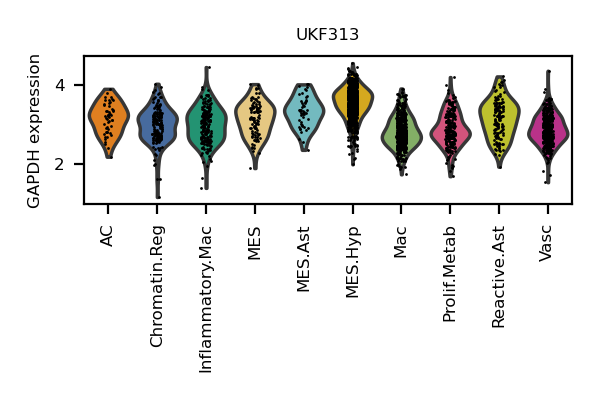 UKF313
GAPDH expression
4
2
AC
Chromatin.Reg
Inflammatory.Mac
MES
MES.Ast
MES.Hyp
Mac
Prolif.Metab
Reactive.Ast
Vasc